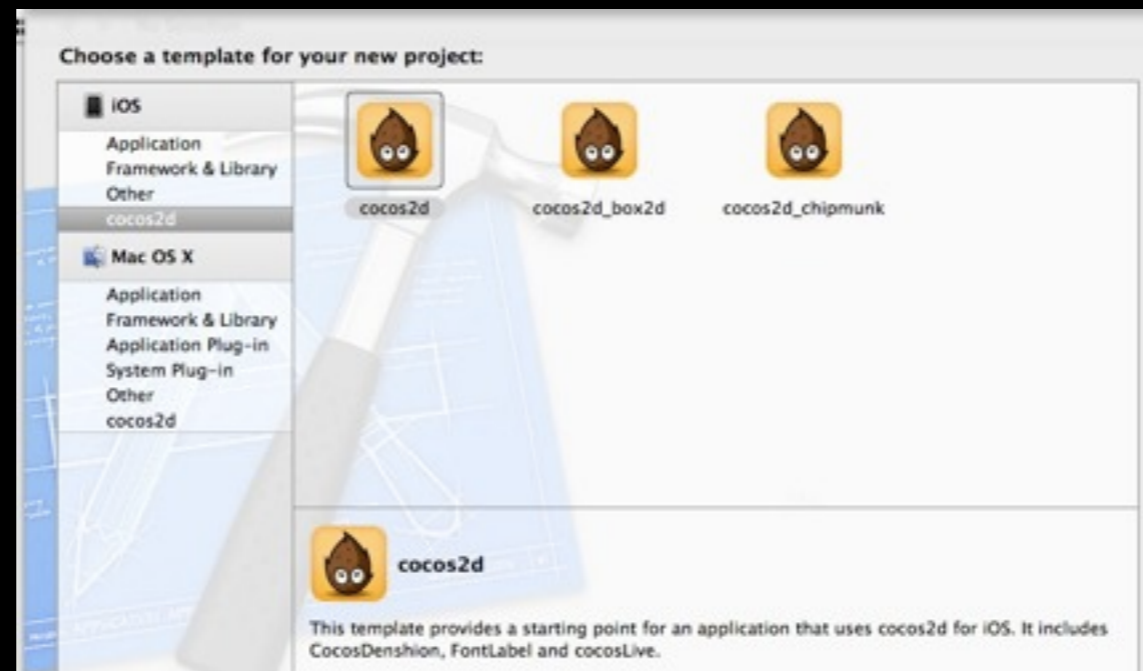 Choose a template for your new project:
iOS
Application
Framework & Library
Other
cocos2d
Mac OS X
Application
Framework & Library
Application Plug-in
System Plug-in
Other
cocos2d
cocos2d
cocos2d_box2d
cocos2d_chipmunk
cocos2d
This template provides a starting point for an application that uses cocos2d for iOS. It includes
CocosDenshion, FontLabel and cocosLive.